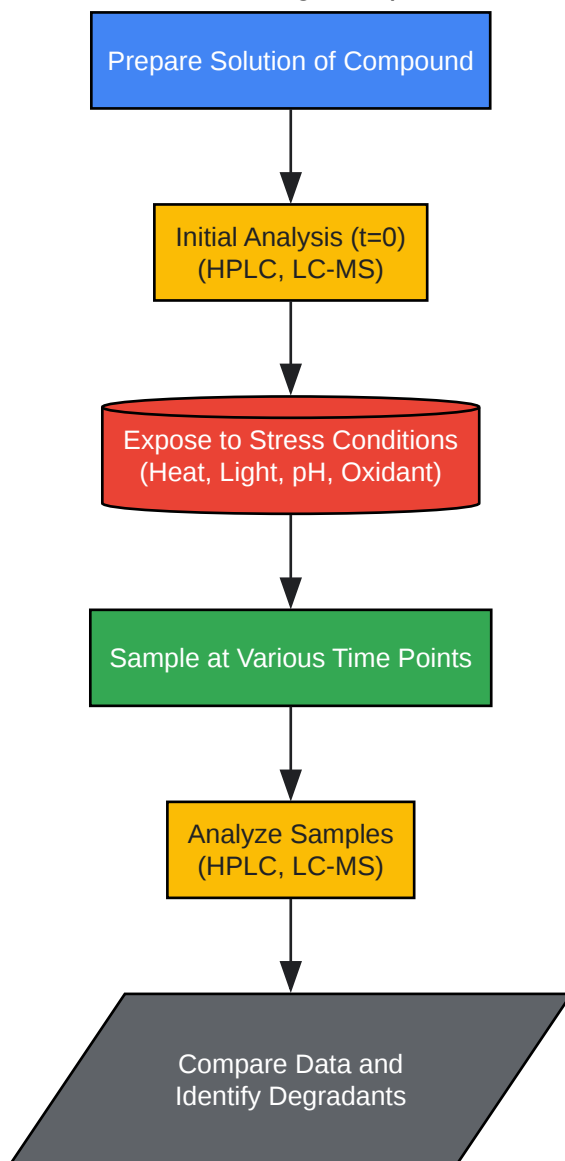 Prepare Solution of Compound
Initial Analysis (t=0)
(HPLC, LC-MS)
Expose to Stress Conditions
(Heat, Light, pH, Oxidant)
Sample at Various Time Points
Analyze Samples
(HPLC, LC-MS)
Compare Data and
Identify Degradants